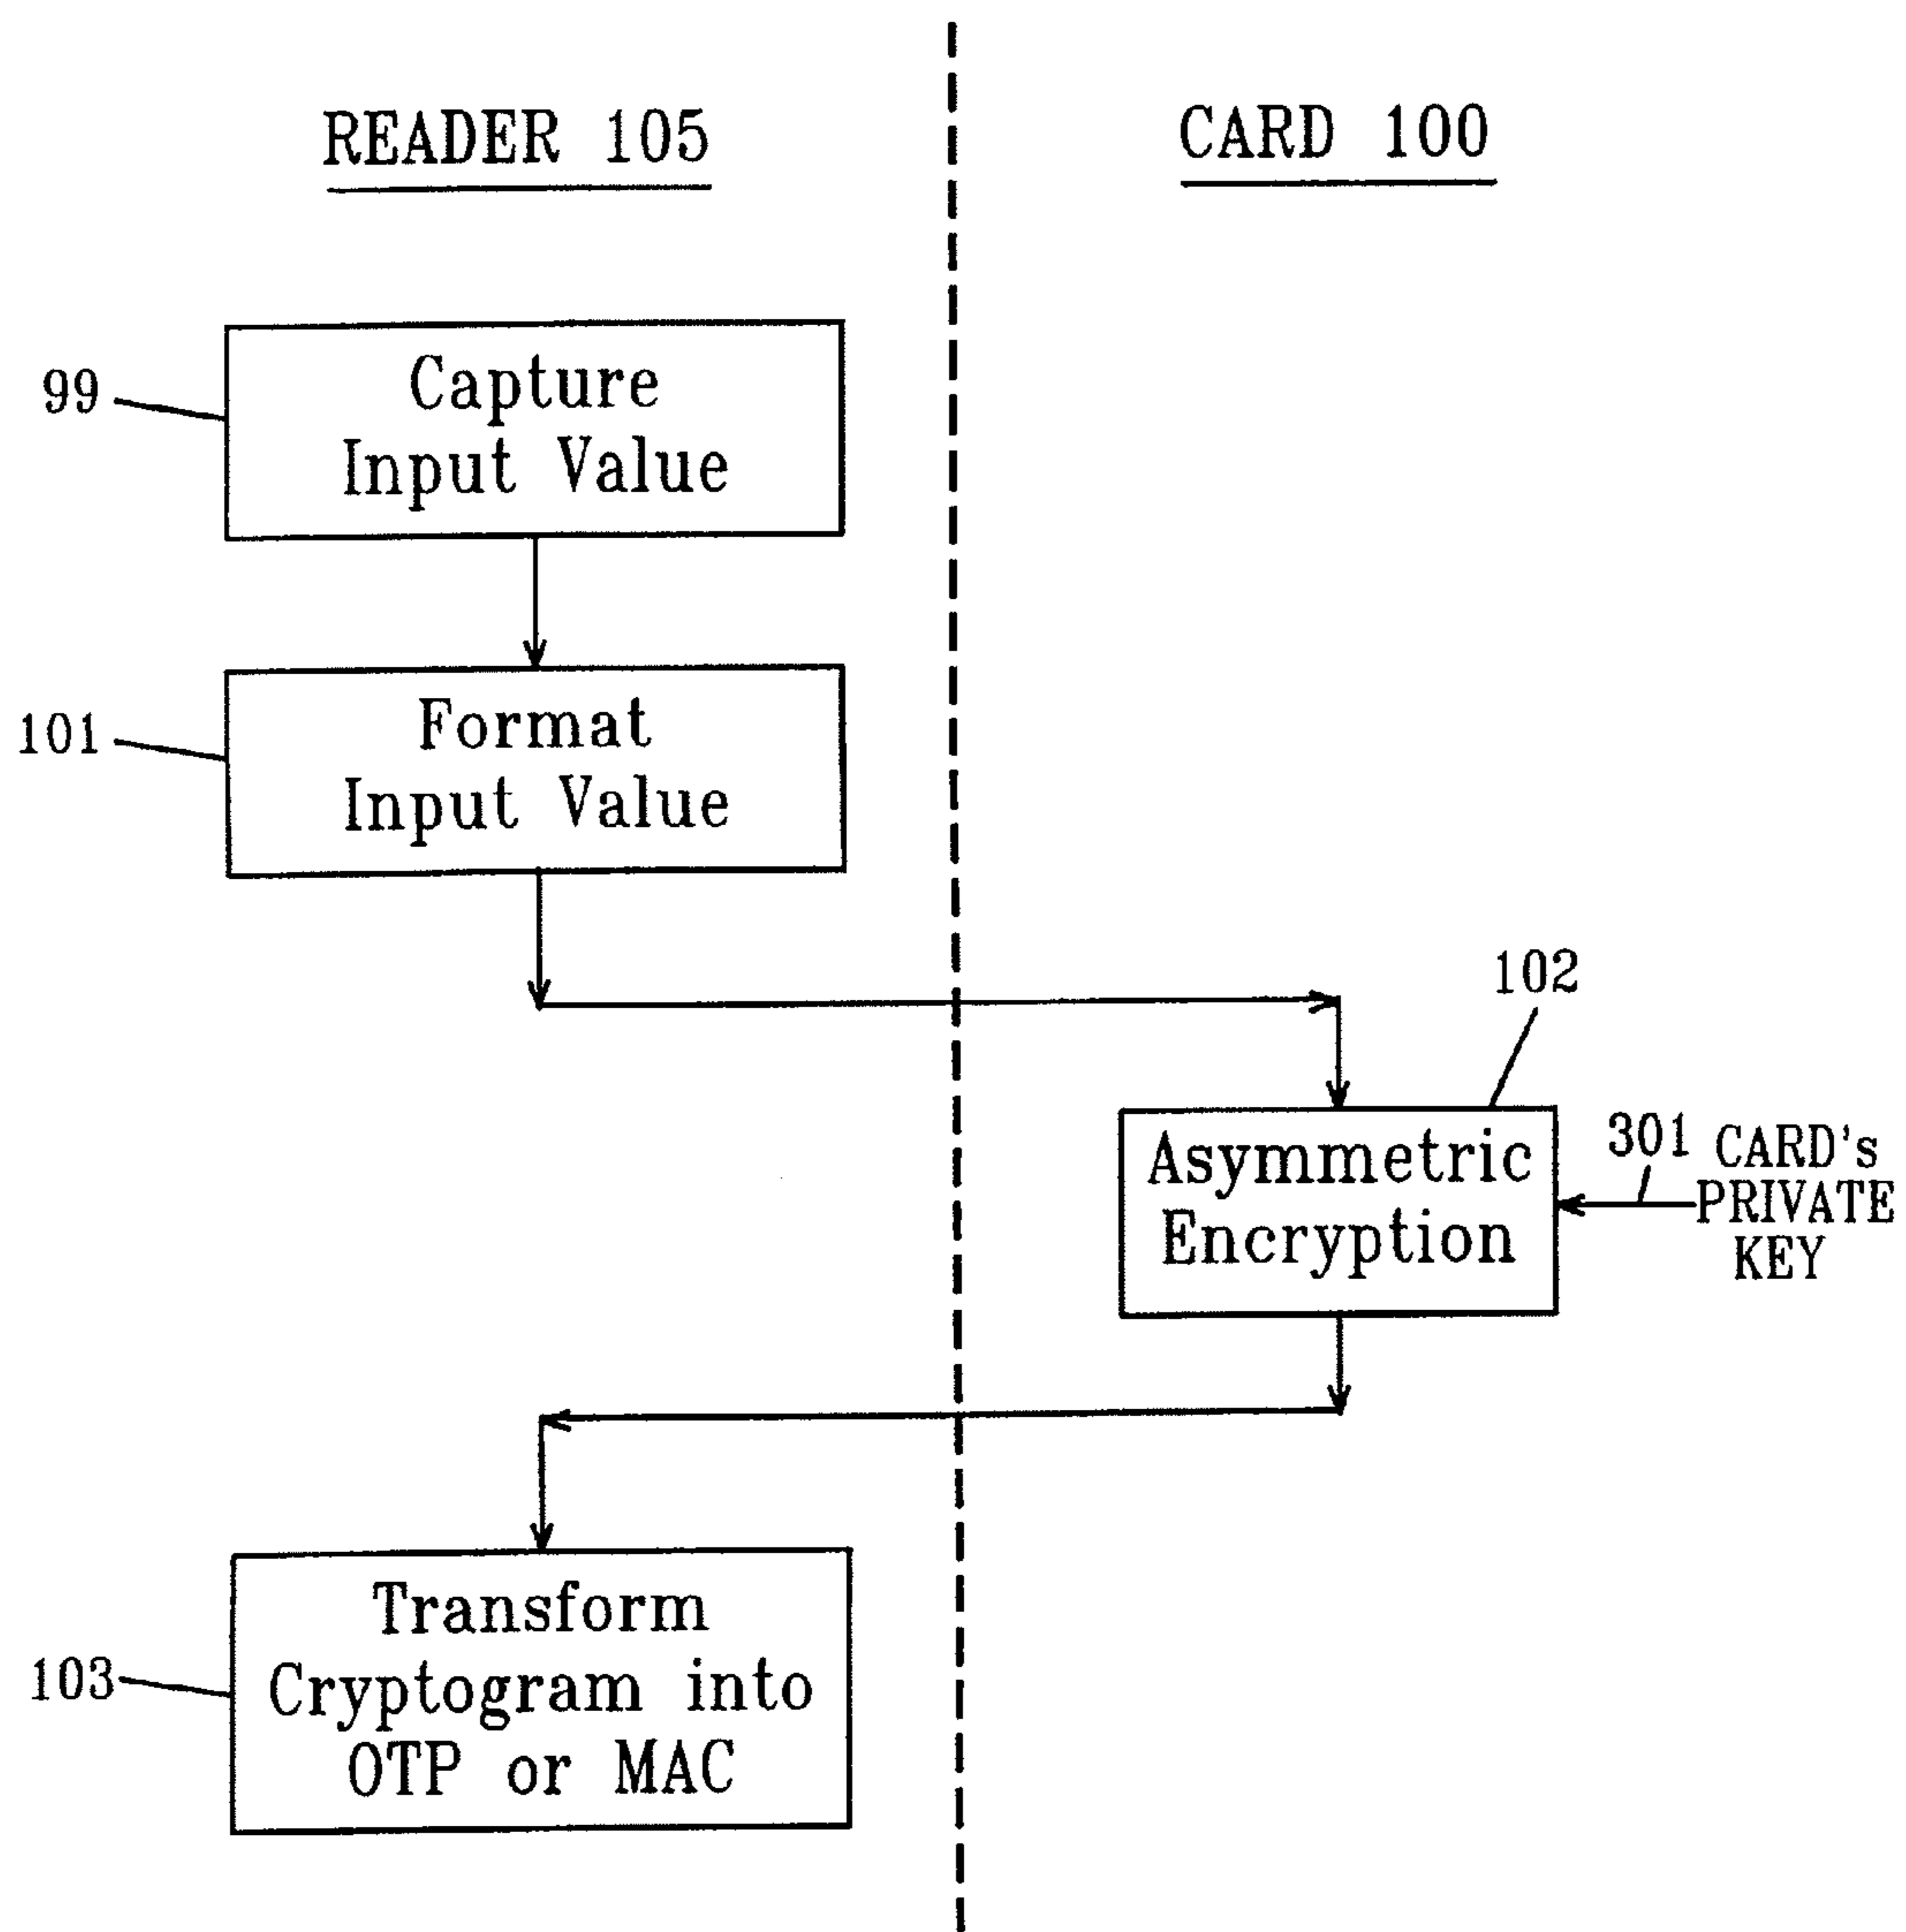 READER 105
CARD 100
99
Capture
Input Value
101
Format
Input Value
102
Asymmetric
Encryption
301
CARD's
PRIVATE
KEY
103
Transform
Cryptogram into
OTP or MAC